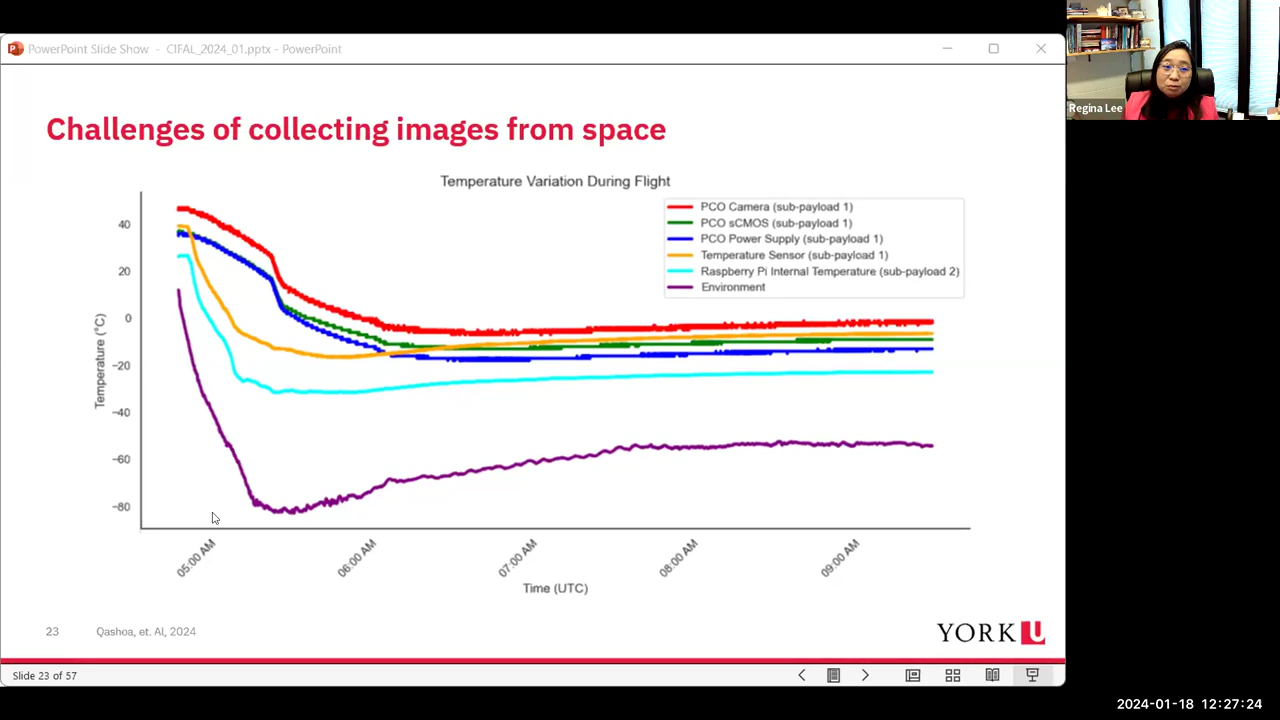 PowerPoint Slide Show - CIFAL_2024_01.pptx - PowerPoint
Regina Lee
Challenges of collecting images from space
Temperature Variation During Flight
PCO Camera (sub-payload 1)
PCO sCMOS (sub-payload 1)
PCO Power Supply (sub-payload 1)
Temperature Sensor (sub-payload 1)
Raspberry Pi Internal Temperature (sub-payload 2)
Environment
Temperature (°C)
40
20
0
−20
−40
−60
−80
05:00 AM
06:00 AM
07:00 AM
08:00 AM
09:00 AM
Time (UTC)
23
Qashoa, et. Al, 2024
YORK U
Slide 23 of 57
2024-01-18 12:27:24